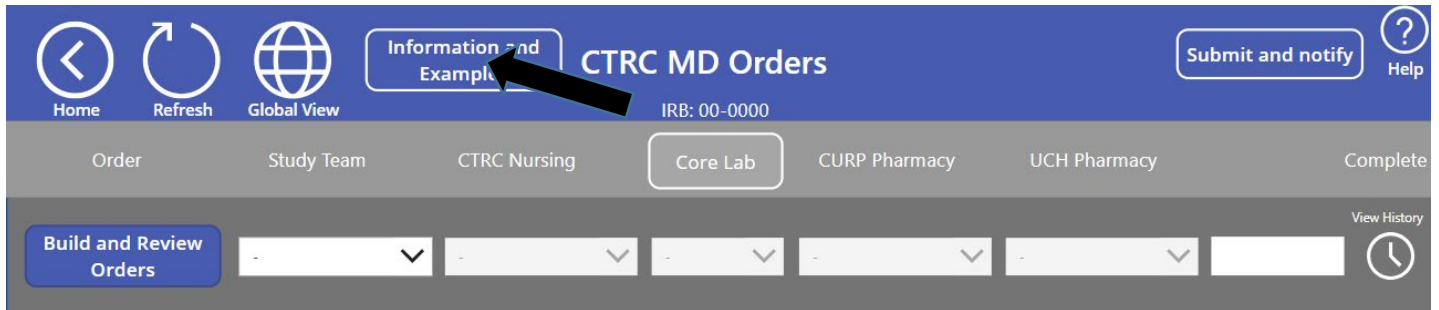 Information and
Example
CTRC MD Orders
Submit and notify
?
Help
Home
Refresh
Global View
IRB: 00-0000
Order
Study Team
CTRC Nursing
Core Lab
CURP Pharmacy
UCH Pharmacy
Complete
View History
Build and Review
Orders
-
-
-
-
-